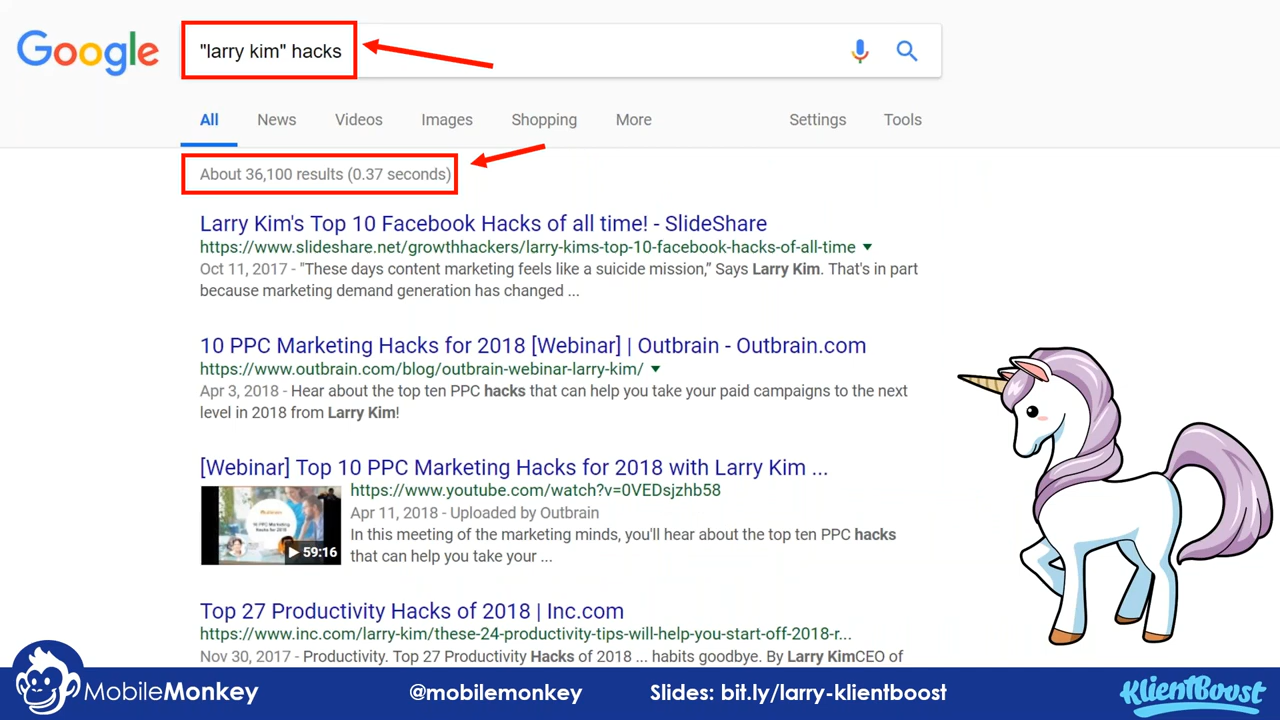 Google
"larry kim" hacks
All News Videos Images Shopping More Settings Tools
About 36,100 results (0.37 seconds)
Larry Kim's Top 10 Facebook Hacks of all time! - SlideShare
https://www.slideshare.net/growthhackers/larry-kims-top-10-facebook-hacks-of-all-time
Oct 11, 2017 - "These days content marketing feels like a suicide mission,” Says Larry Kim. That's in part
because marketing demand generation has changed ...
10 PPC Marketing Hacks for 2018 [Webinar] | Outbrain - Outbrain.com
https://www.outbrain.com/blog/outbrain-webinar-larry-kim/
Apr 3, 2018 - Hear about the top ten PPC hacks that can help you take your paid campaigns to the next
level in 2018 from Larry Kim!
[Webinar] Top 10 PPC Marketing Hacks for 2018 with Larry Kim ...
https://www.youtube.com/watch?v=0VEDsjzhb58
Apr 11, 2018 - Uploaded by Outbrain
In this meeting of the marketing minds, you'll hear about the top ten PPC hacks
that can help you take your ...
10 PPC Marketing
Hacks for 2018
59:16
Top 27 Productivity Hacks of 2018 | Inc.com
https://www.inc.com/larry-kim/these-24-productivity-tips-will-help-you-start-off-2018-r...
Nov 30, 2017 - Productivity. Top 27 Productivity Hacks of 2018 ... habits goodbye. By Larry KimCEO of
MobileMonkey @mobilemonkey Slides: bit.ly/larry-klientboost KlientBoost